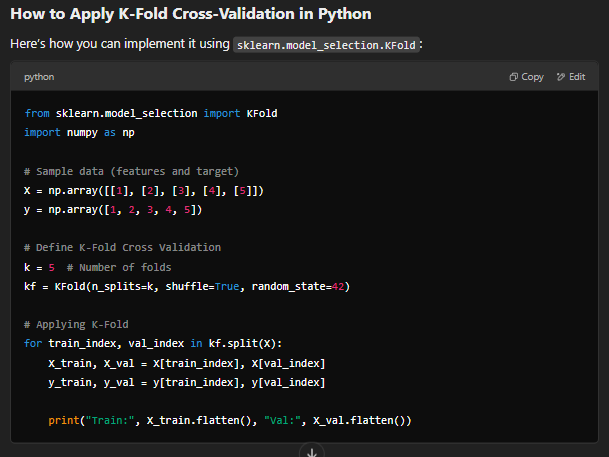 How to Apply K-Fold Cross-Validation in Python
Here's how you can implement it using sklearn.model_selection.KFold:
python Copy Edit
from sklearn.model_selection import KFold
import numpy as np
# Sample data (features and target)
X = np.array([[1], [2], [3], [4], [5]])
y = np.array([1, 2, 3, 4, 5])
# Define K-Fold Cross Validation
k = 5  # Number of folds
kf = KFold(n_splits=k, shuffle=True, random_state=42)
# Applying K-Fold
for train_index, val_index in kf.split(X):
    X_train, X_val = X[train_index], X[val_index]
    y_train, y_val = y[train_index], y[val_index]
    print("Train:", X_train.flatten(), "Val:", X_val.flatten())